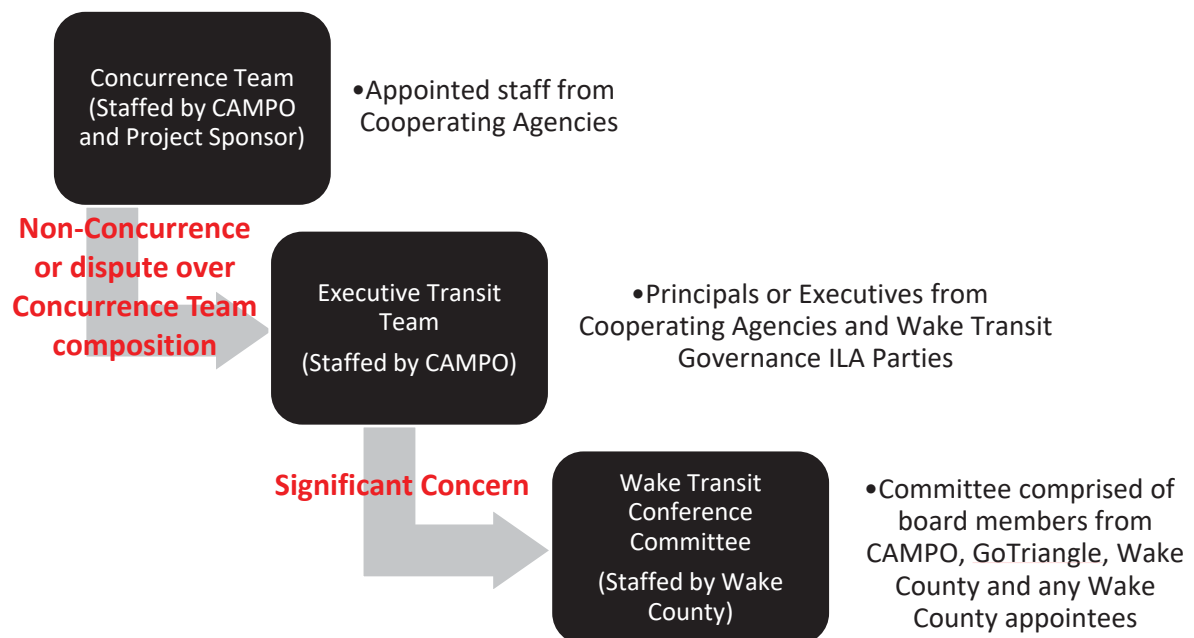 Concurrence Team
(Staffed by CAMPO
and Project Sponsor)
•Appointed staff from
Cooperating Agencies
Non-Concurrence
or dispute over
Concurrence Team
composition
Executive Transit
Team
(Staffed by CAMPO)
•Principals or Executives from
Cooperating Agencies and Wake Transit
Governance ILA Parties
Significant Concern
Wake Transit
Conference
Committee
(Staffed by Wake
County)
•Committee comprised of
board members from
CAMPO, GoTriangle, Wake
County and any Wake
County appointees